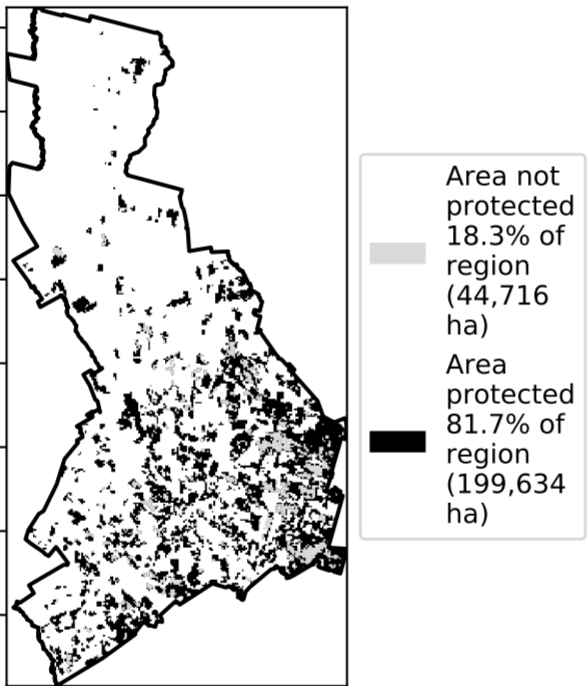 Area not
protected
18.3% of
region
(44,716
ha)
Area
protected
81.7% of
region
(199,634
ha)